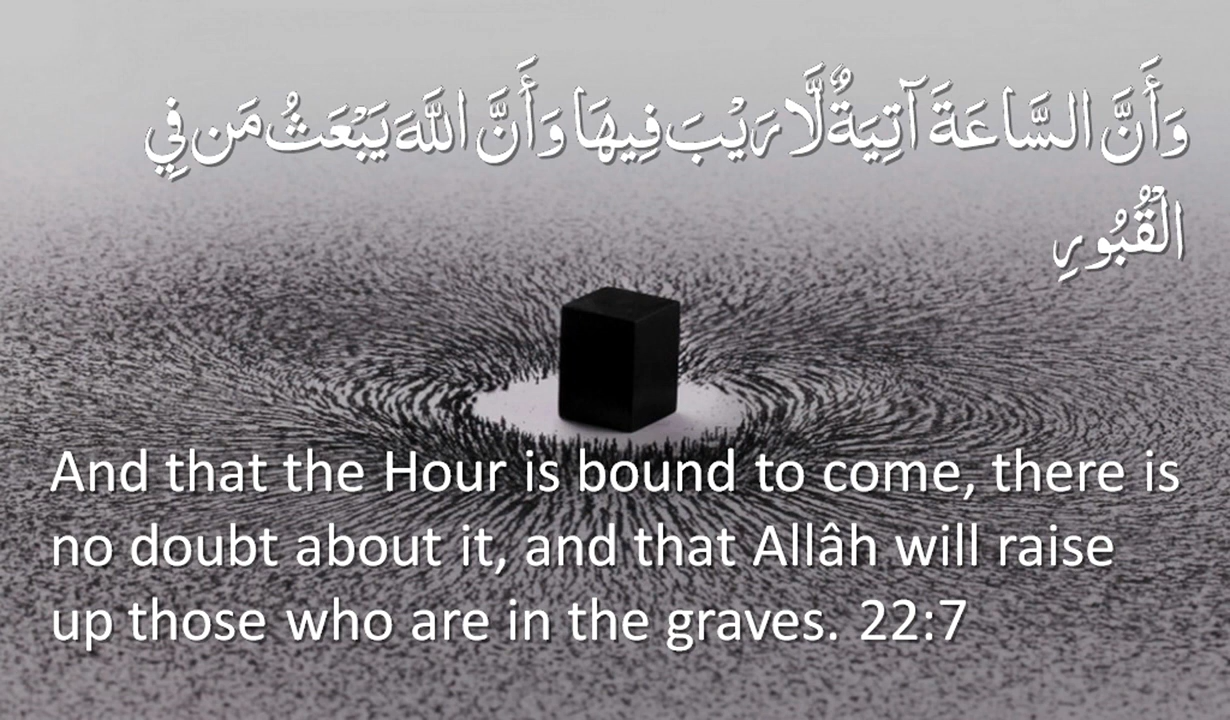 وَأَنَّ السَّاعَةَ آتِيَةٌ لَّا رَيْبَ فِيهَا وَأَنَّ اللَّهَ يَبْعَثُ مَن فِي
الْقُبُورِ
And that the Hour is bound to come, there is
no doubt about it, and that Allâh will raise
up those who are in the graves. 22:7